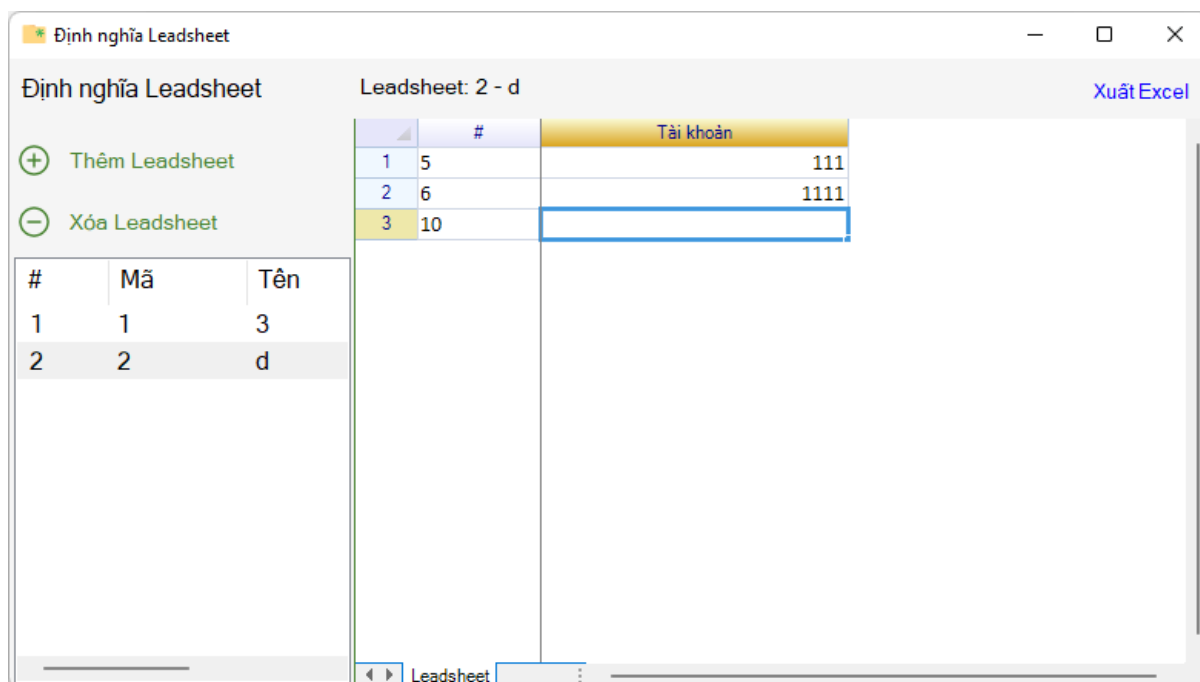 Định nghĩa Leadsheet
Định nghĩa Leadsheet
Leadsheet: 2 - d
Xuất Excel
Thêm Leadsheet
Xóa Leadsheet
# Mã Tên
1 1 3
2 2 d
# Tài khoản
1 5 111
2 6 1111
3 10
Leadsheet